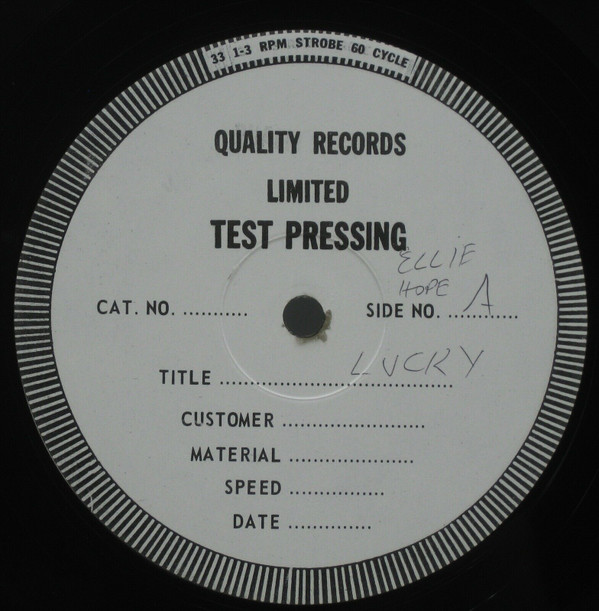 33 1-3 RPM STROBE 60 CYCLE
QUALITY RECORDS
LIMITED
TEST PRESSING
ELLIE
HOPE
CAT. NO. ...........
SIDE NO. ............ A
LUCKY
TITLE ........................................
CUSTOMER ........................
MATERIAL .....................
SPEED ................
DATE ..............